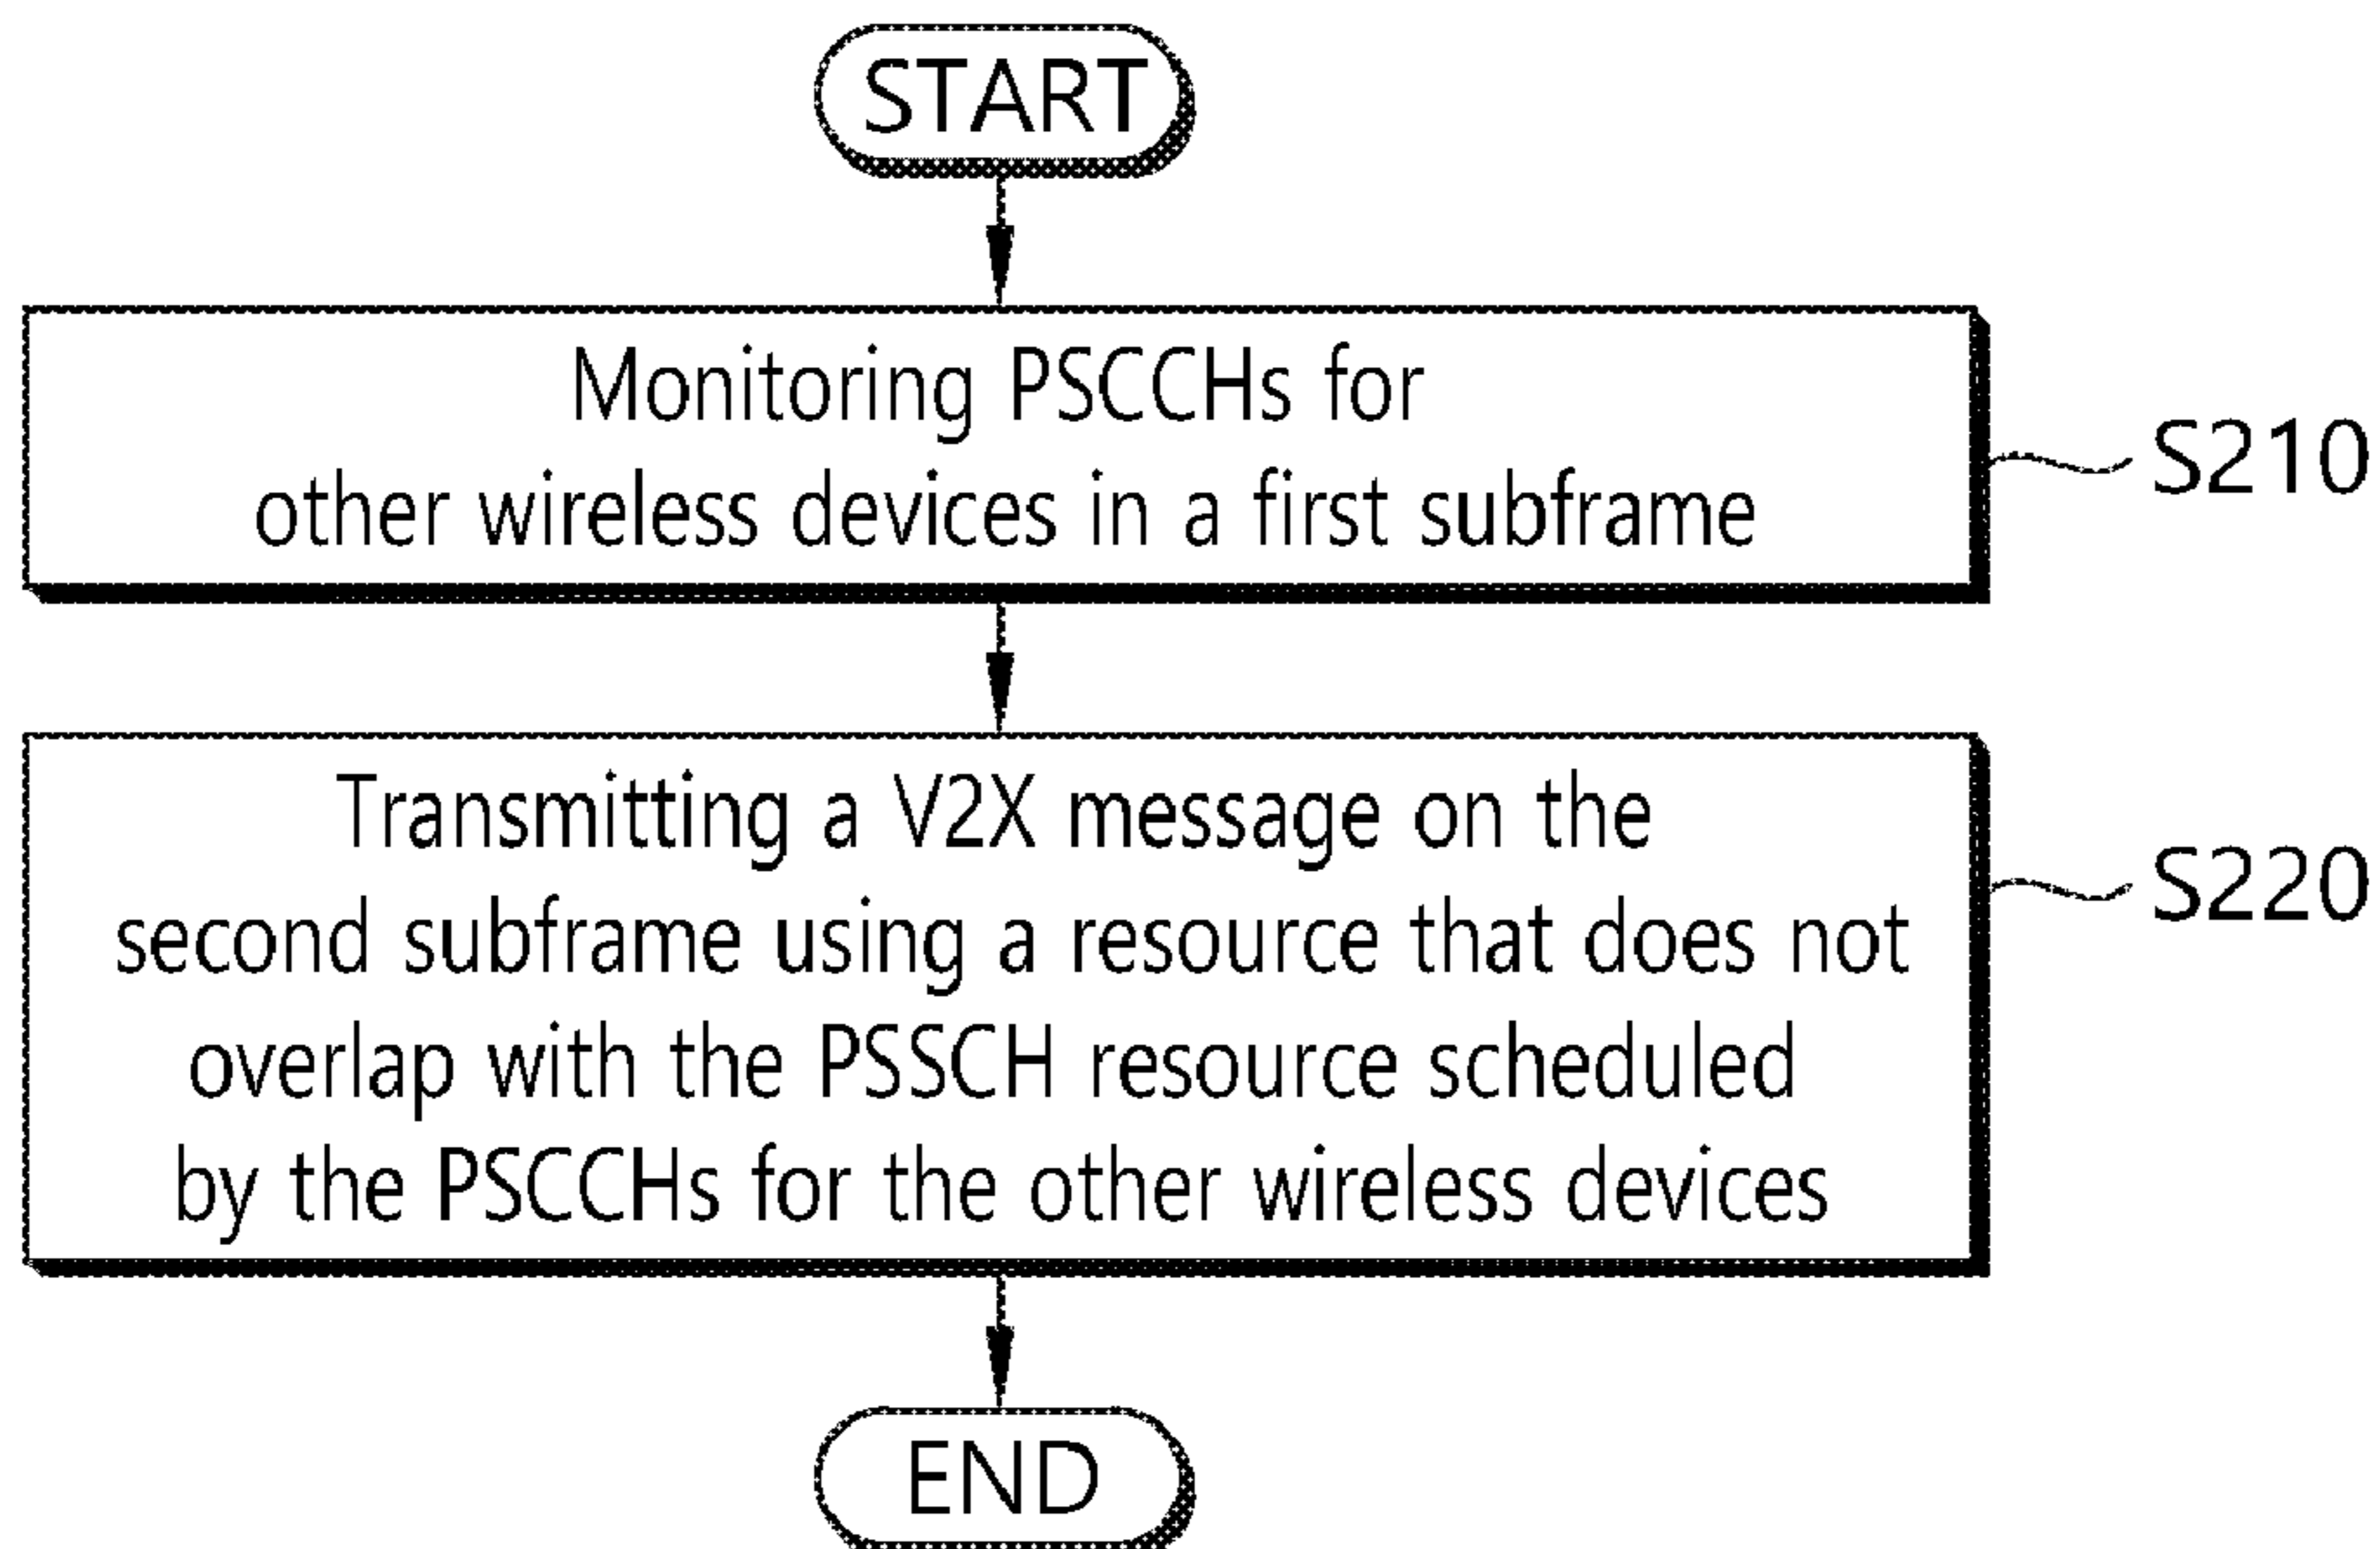 START
Monitoring PSCCHs for
other wireless devices in a first subframe
S210
Transmitting a V2X message on the
second subframe using a resource that does not
overlap with the PSSCH resource scheduled
by the PSCCHs for the other wireless devices
S220
END